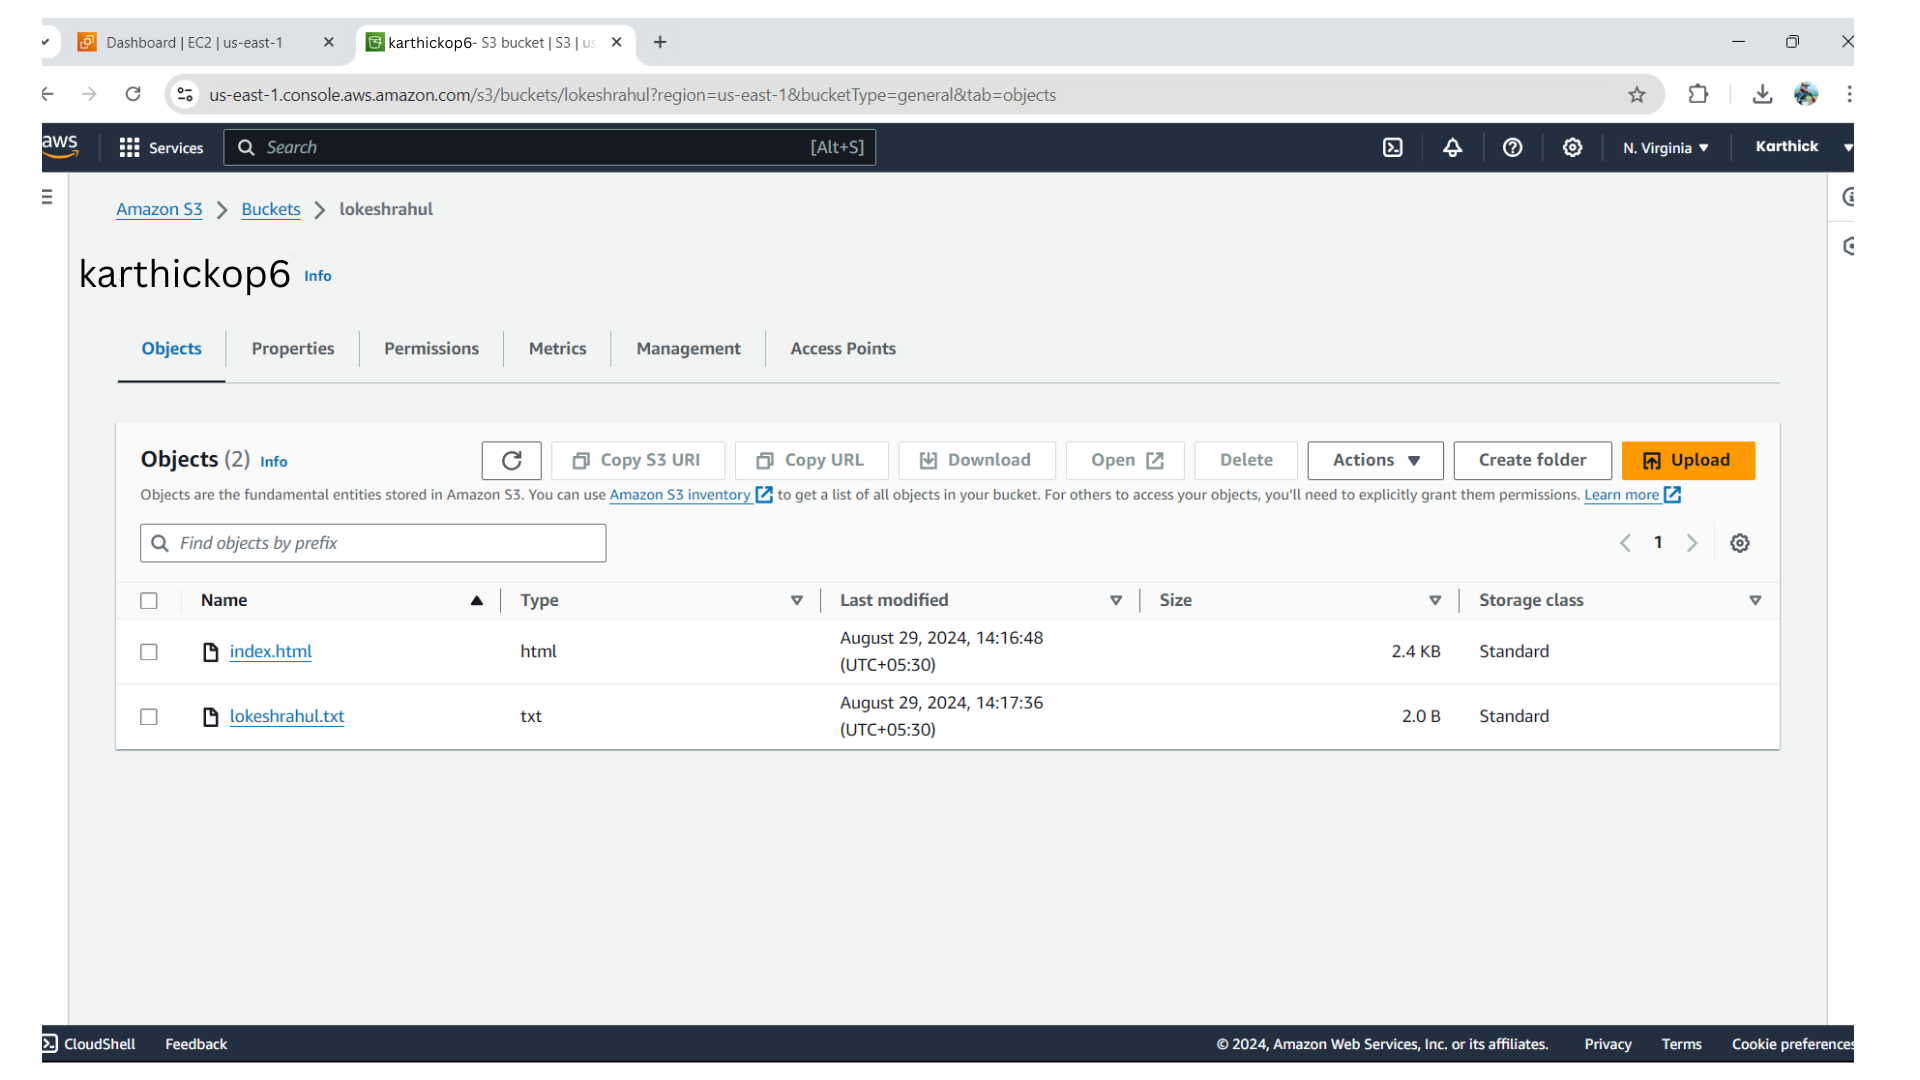 Dashboard | EC2 | us-east-1
karthickop6- S3 bucket | S3 | us
us-east-1.console.aws.amazon.com/s3/buckets/lokeshrahul?region=us-east-1&bucketType=general&tab=objects
aws Services Search [Alt+S] N. Virginia Karthick
Amazon S3 Buckets lokeshrahul
karthickop6 Info
Objects Properties Permissions Metrics Management Access Points
Objects (2) Info Copy S3 URI Copy URL Download Open Delete Actions Create folder Upload
Objects are the fundamental entities stored in Amazon S3. You can use Amazon S3 inventory to get a list of all objects in your bucket. For others to access your objects, you'll need to explicitly grant them permissions. Learn more
Find objects by prefix 1
Name Type Last modified Size Storage class
index.html html August 29, 2024, 14:16:48 (UTC+05:30) 2.4 KB Standard
lokeshrahul.txt txt August 29, 2024, 14:17:36 (UTC+05:30) 2.0 B Standard
CloudShell Feedback © 2024, Amazon Web Services, Inc. or its affiliates. Privacy Terms Cookie preferences